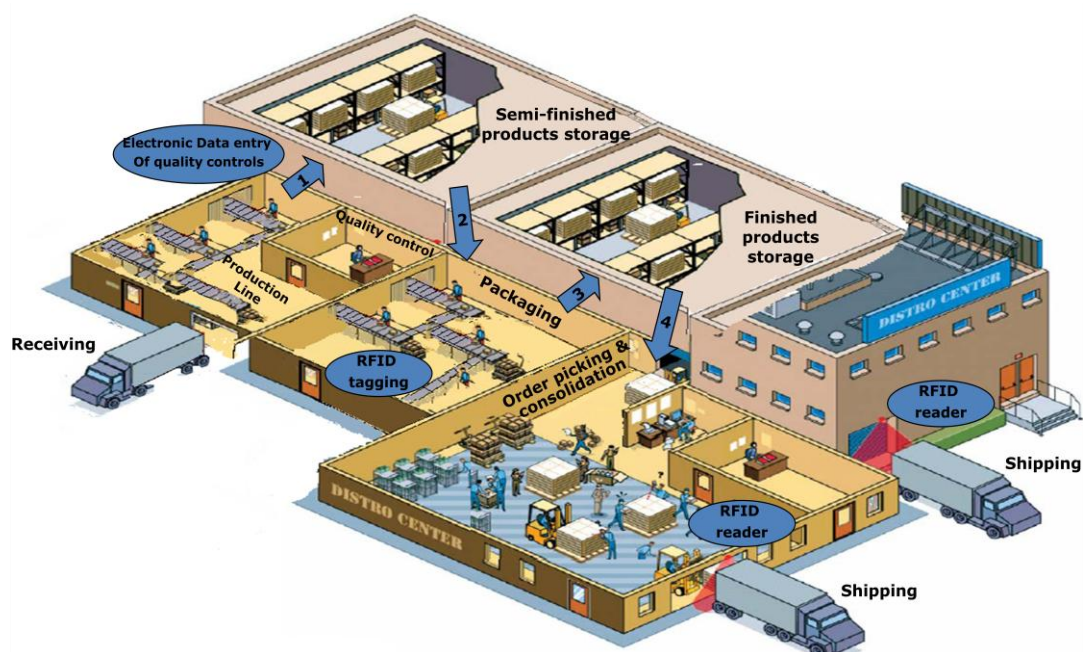 Semi-finished
products storage
Electronic Data entry
Of quality controls
1
2
Quality control
Finished
products
storage
Production
Line
Packaging
3
4
DISTRO CENTER
Receiving
RFID
tagging
Order picking &
consolidation
RFID
reader
Shipping
DISTRO CENTER
RFID
reader
Shipping